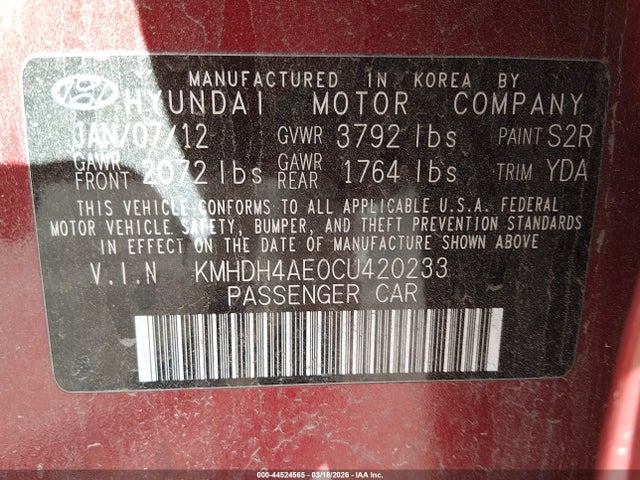 MANUFACTURED IN KOREA BY
HYUNDAI MOTOR COMPANY
JAN/07/12 GVWR 3792 lbs PAINT S2R
GAWR FRONT 2072 lbs GAWR REAR 1764 lbs TRIM YDA
THIS VEHICLE CONFORMS TO ALL APPLICABLE U.S.A. FEDERAL
MOTOR VEHICLE SAFETY, BUMPER, AND THEFT PREVENTION STANDARDS
IN EFFECT ON THE DATE OF MANUFACTURE SHOWN ABOVE
V.I.N KMHDH4AE0CU420233
PASSENGER CAR
000-44524565 - 03/18/2026 - IAA Inc.